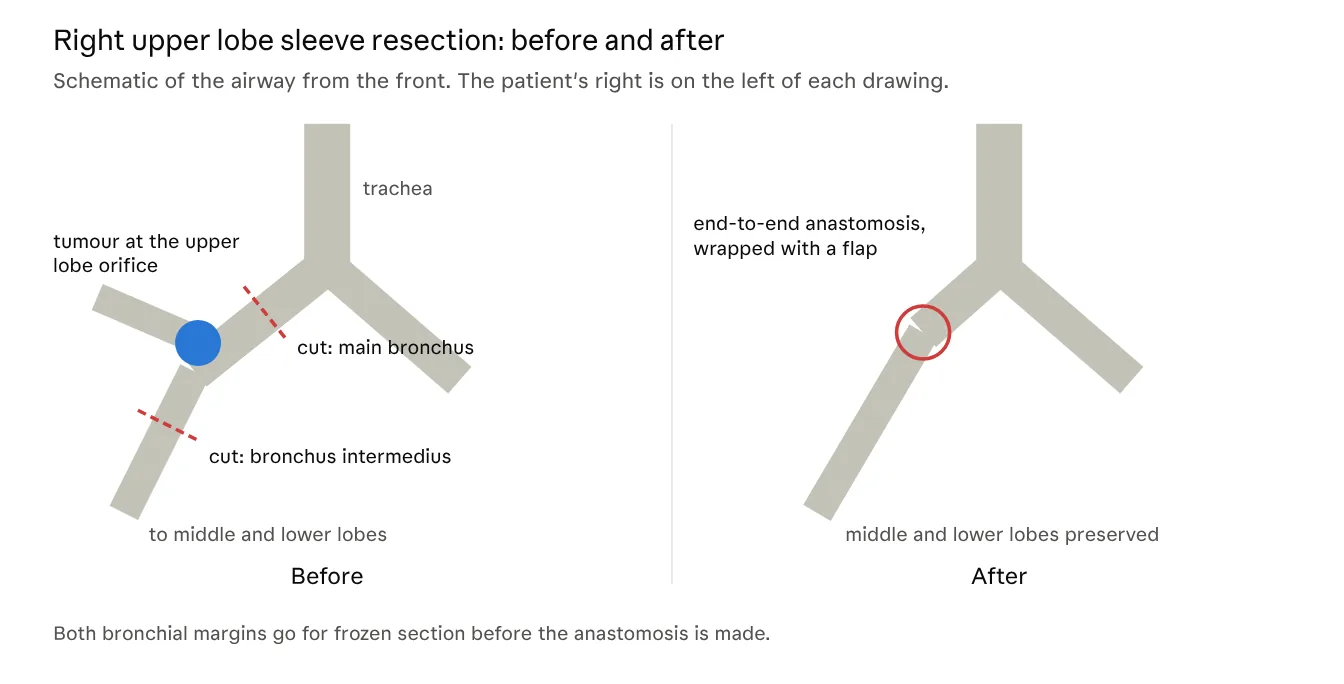 Right upper lobe sleeve resection: before and after
Schematic of the airway from the front. The patient's right is on the left of each drawing.
trachea
tumour at the upper
lobe orifice
cut: main bronchus
cut: bronchus intermedius
to middle and lower lobes
Before
end-to-end anastomosis,
wrapped with a flap
middle and lower lobes preserved
After
Both bronchial margins go for frozen section before the anastomosis is made.